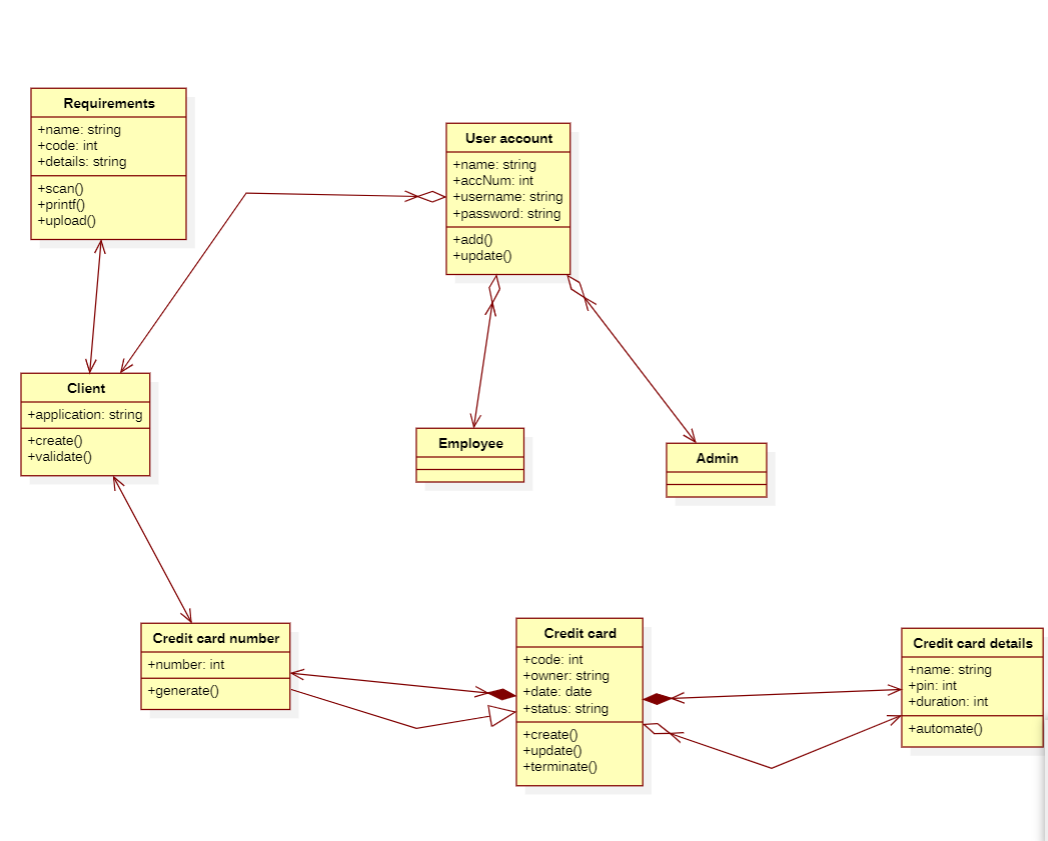 Requirements
+name: string
+code: int
+details: string
+scan()
+printf()
+upload()
User account
+name: string
+accNum: int
+username: string
+password: string
+add()
+update()
Client
+application: string
+create()
+validate()
Employee
Admin
Credit card number
+number: int
+generate()
Credit card
+code: int
+owner: string
+date: date
+status: string
+create()
+update()
+terminate()
Credit card details
+name: string
+pin: int
+duration: int
+automate()